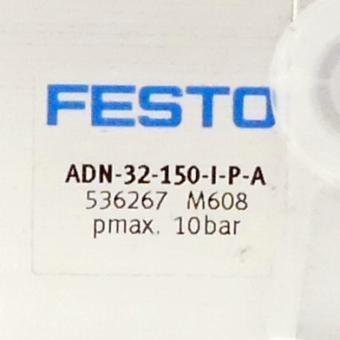 FESTO
ADN-32-150-I-P-A
536267 M608
pmax. 10bar